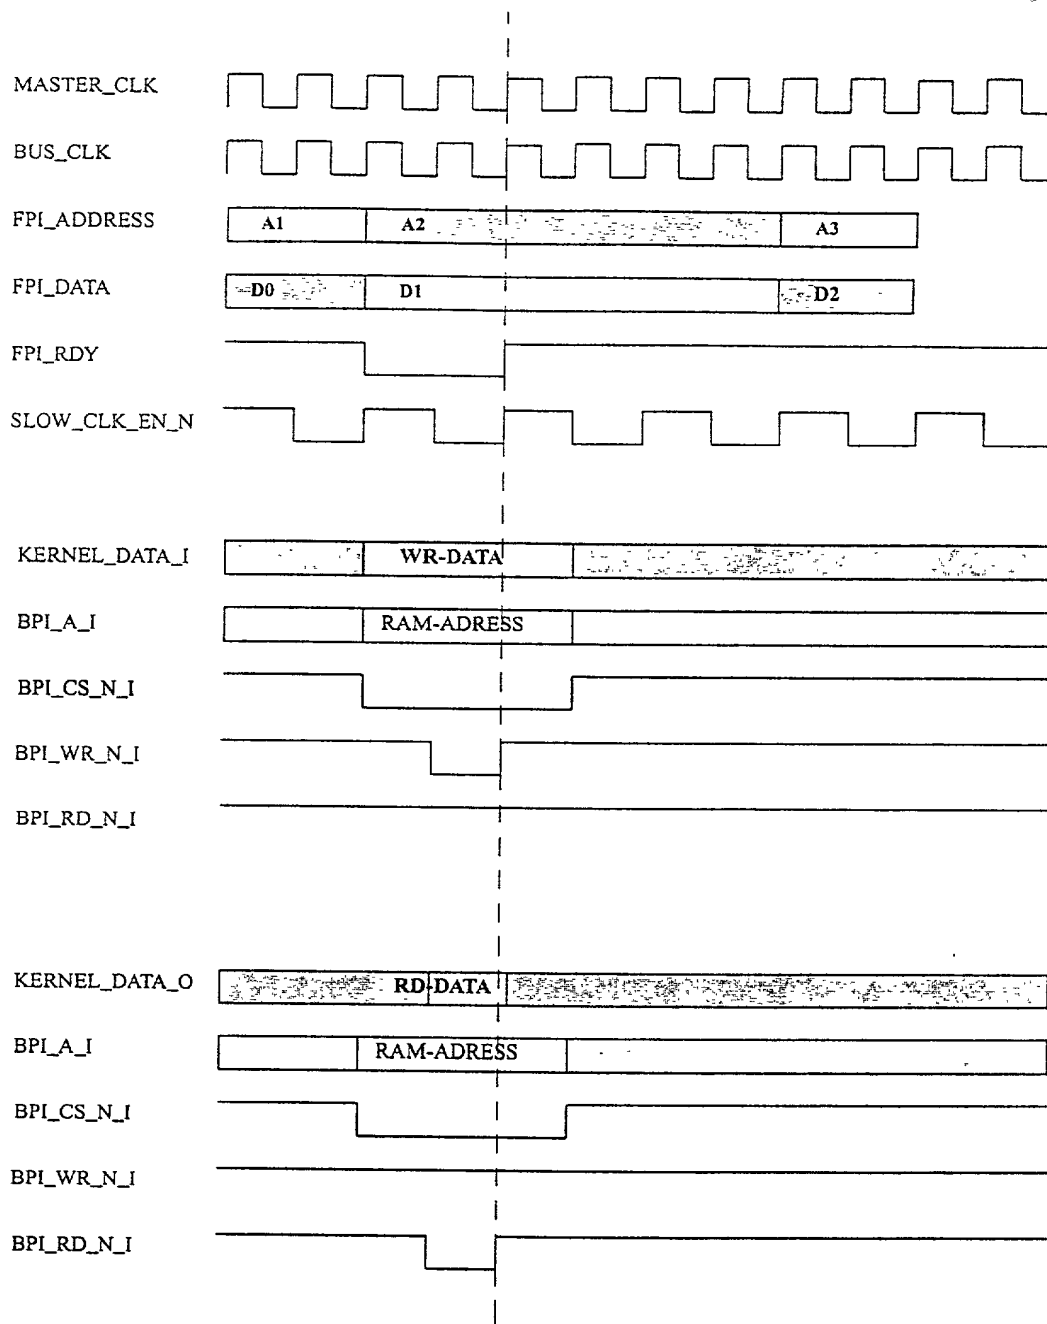 MASTER_CLK
BUS_CLK
FPI_ADDRESS A1 A2 A3
FPI_DATA D0 D1 D2
FPI_RDY
SLOW_CLK_EN_N
KERNEL_DATA_I WR-DATA
BPI_A_I RAM-ADRESS
BPI_CS_N_I
BPI_WR_N_I
BPI_RD_N_I
KERNEL_DATA_O RD-DATA
BPI_A_I RAM-ADRESS
BPI_CS_N_I
BPI_WR_N_I
BPI_RD_N_I